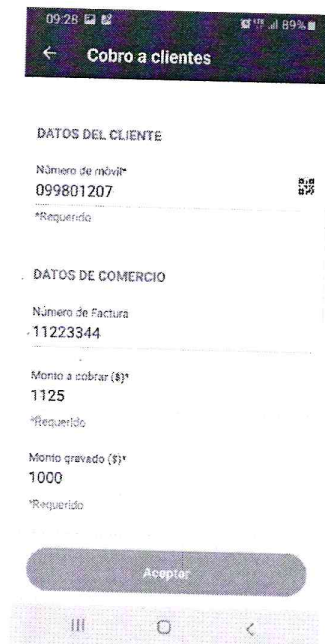 09:28 89%
Cobro a clientes
DATOS DEL CLIENTE
Número de móvil*
099801207
*Requerido
DATOS DE COMERCIO
Número de Factura
11223344
Monto a cobrar ($)*
1125
*Requerido
Monto gravado ($)*
1000
*Requerido
Aceptar